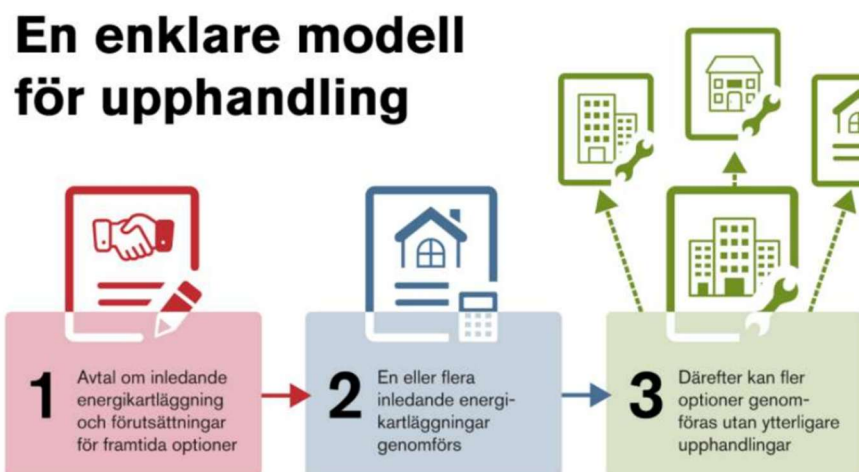 En enklare modell
för upphandling
1
Avtal om inledande
energikartläggning
och förutsättningar
för framtida optioner
2
En eller flera
inledande energi-
kartläggningar
genomförs
3
Därefter kan fler
optioner genom-
föras utan ytterligare
upphandlingar